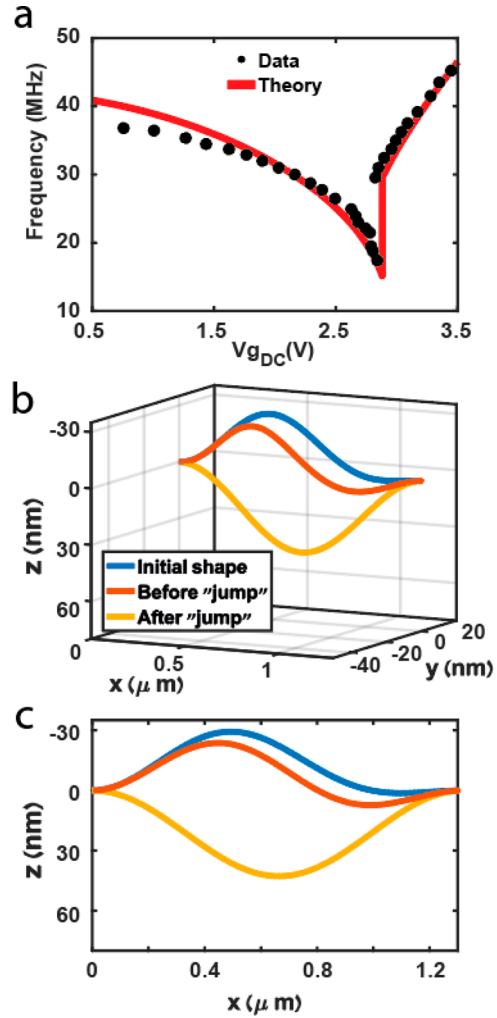 a
50
40
30
20
10
Frequency (MHz)
Data
Theory
0.5 1.5 2.5 3.5
Vg_DC(V)
b
-30
0
30
60
z (nm)
Initial shape
Before "jump"
After "jump"
0 0.5 1
x (μ m)
-40 -20 0 20
y (nm)
c
-30
0
30
60
z (nm)
0 0.4 0.8 1.2
x (μ m)